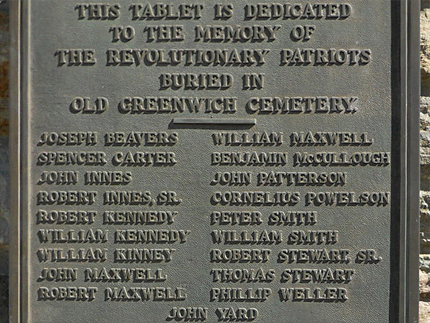 THIS TABLET IS DEDICATED
TO THE MEMORY OF
THE REVOLUTIONARY PATRIOTS
BURIED IN
OLD GREENWICH CEMETERY.
JOSEPH BEAVERS
SPENCER CARTER
JOHN INNES
ROBERT INNES, SR.
ROBERT KENNEDY
WILLIAM KENNEDY
WILLIAM KINNEY
JOHN MAXWELL
ROBERT MAXWELL
WILLIAM MAXWELL
BENJAMIN McCULLOUGH
JOHN PATTERSON
CORNELIUS POWELSON
PETER SMITH
WILLIAM SMITH
ROBERT STEWART, SR.
THOMAS STEWART
PHILLIP WELLER
JOHN YARD